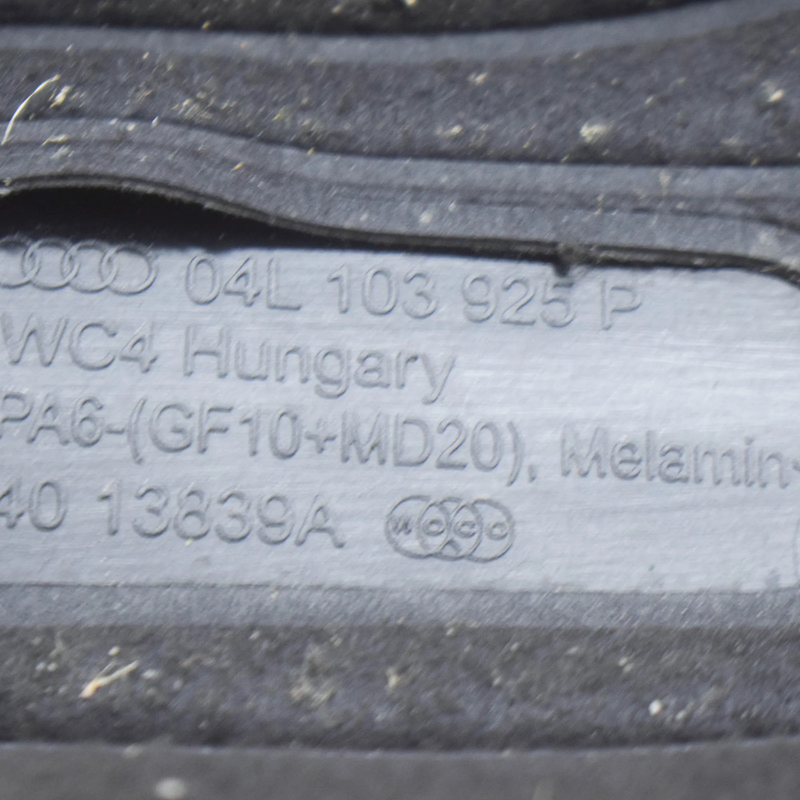 04L 103 925 P
WC4 Hungary
PA6-(GF10+MD20), Melamin-
40 13839A